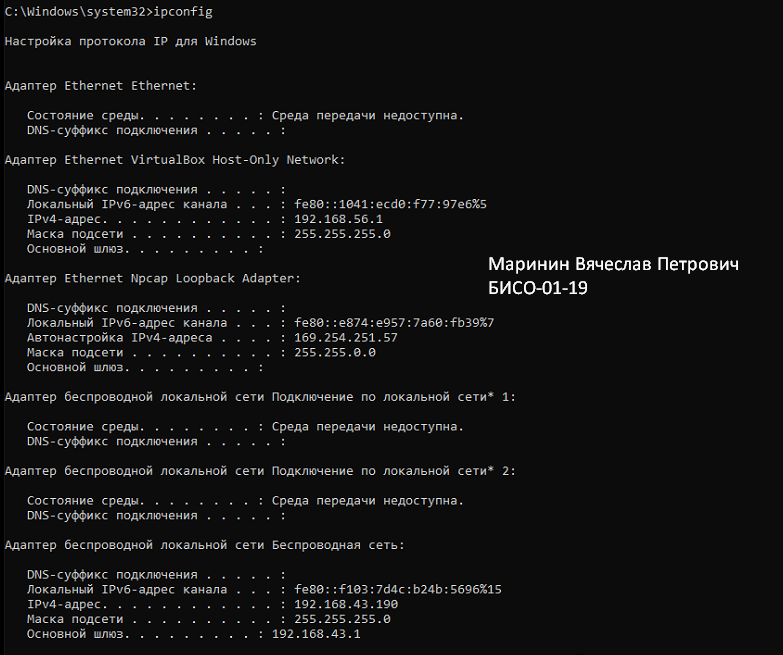 C:\Windows\system32>ipconfig
Настройка протокола IP для Windows
Адаптер Ethernet Ethernet:
Состояние среды. . . . . . . . : Среда передачи недоступна.
DNS-суффикс подключения . . . . . :
Адаптер Ethernet VirtualBox Host-Only Network:
DNS-суффикс подключения . . . . . :
Локальный IPv6-адрес канала . . . : fe80::1041:ecd0:f77:97e6%5
IPv4-адрес. . . . . . . . . . . . : 192.168.56.1
Маска подсети . . . . . . . . . . : 255.255.255.0
Основной шлюз. . . . . . . . . :
Маринин Вячеслав Петрович
БИСО-01-19
Адаптер Ethernet Npcap Loopback Adapter:
DNS-суффикс подключения . . . . . :
Локальный IPv6-адрес канала . . . : fe80::e874:e957:7a60:fb39%7
Автонастройка IPv4-адреса . . . . : 169.254.251.57
Маска подсети . . . . . . . . . . : 255.255.0.0
Основной шлюз. . . . . . . . . :
Адаптер беспроводной локальной сети Подключение по локальной сети* 1:
Состояние среды. . . . . . . . : Среда передачи недоступна.
DNS-суффикс подключения . . . . . :
Адаптер беспроводной локальной сети Подключение по локальной сети* 2:
Состояние среды. . . . . . . . : Среда передачи недоступна.
DNS-суффикс подключения . . . . . :
Адаптер беспроводной локальной сети Беспроводная сеть:
DNS-суффикс подключения . . . . . :
Локальный IPv6-адрес канала . . . : fe80::f103:7d4c:b24b:5696%15
IPv4-адрес. . . . . . . . . . . . : 192.168.43.190
Маска подсети . . . . . . . . . . : 255.255.255.0
Основной шлюз. . . . . . . . . : 192.168.43.1